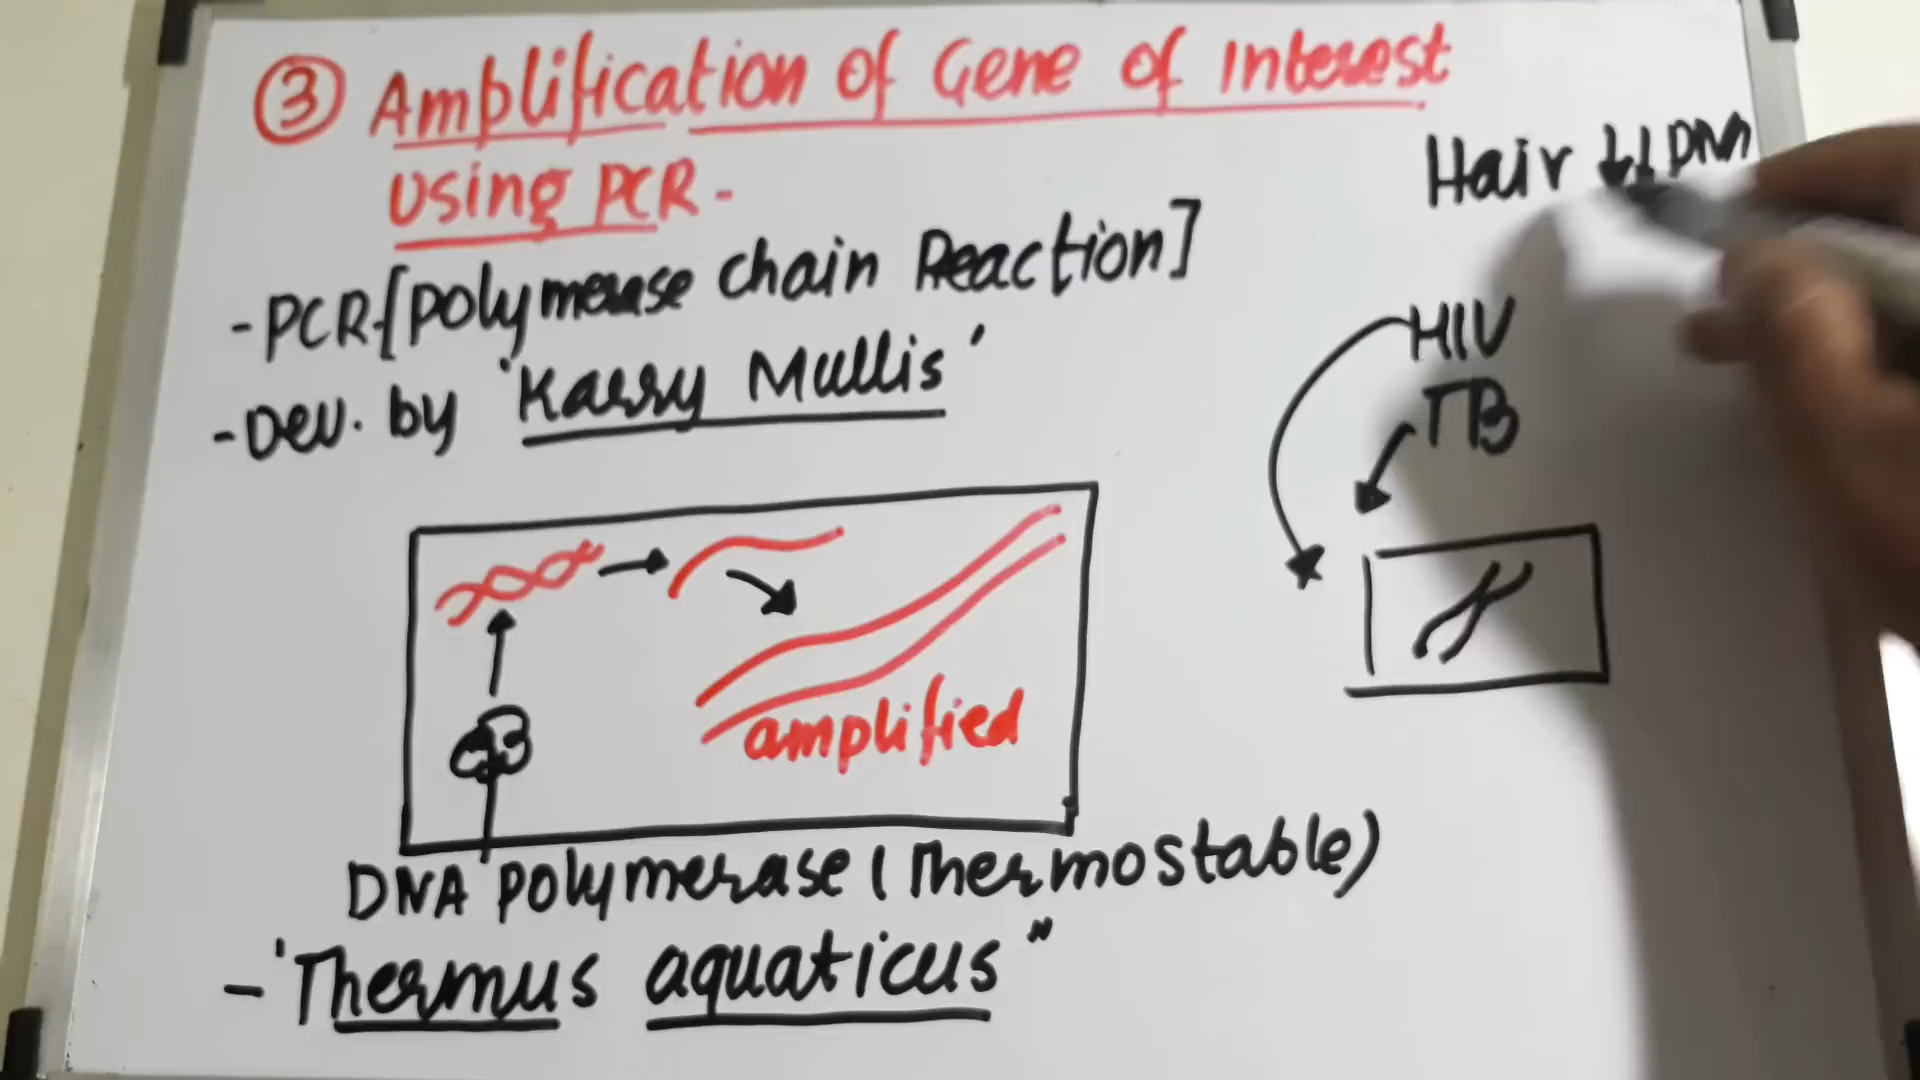 ③ Amplification of Gene of Interest
Using PCR -
- PCR-[Polymerase Chain Reaction]
- Dev. by 'Karry Mullis'
amplified
DNA Polymerase (Thermostable)
- 'Thermus aquaticus"
Hair ↓↓ DNA
HIV
TB